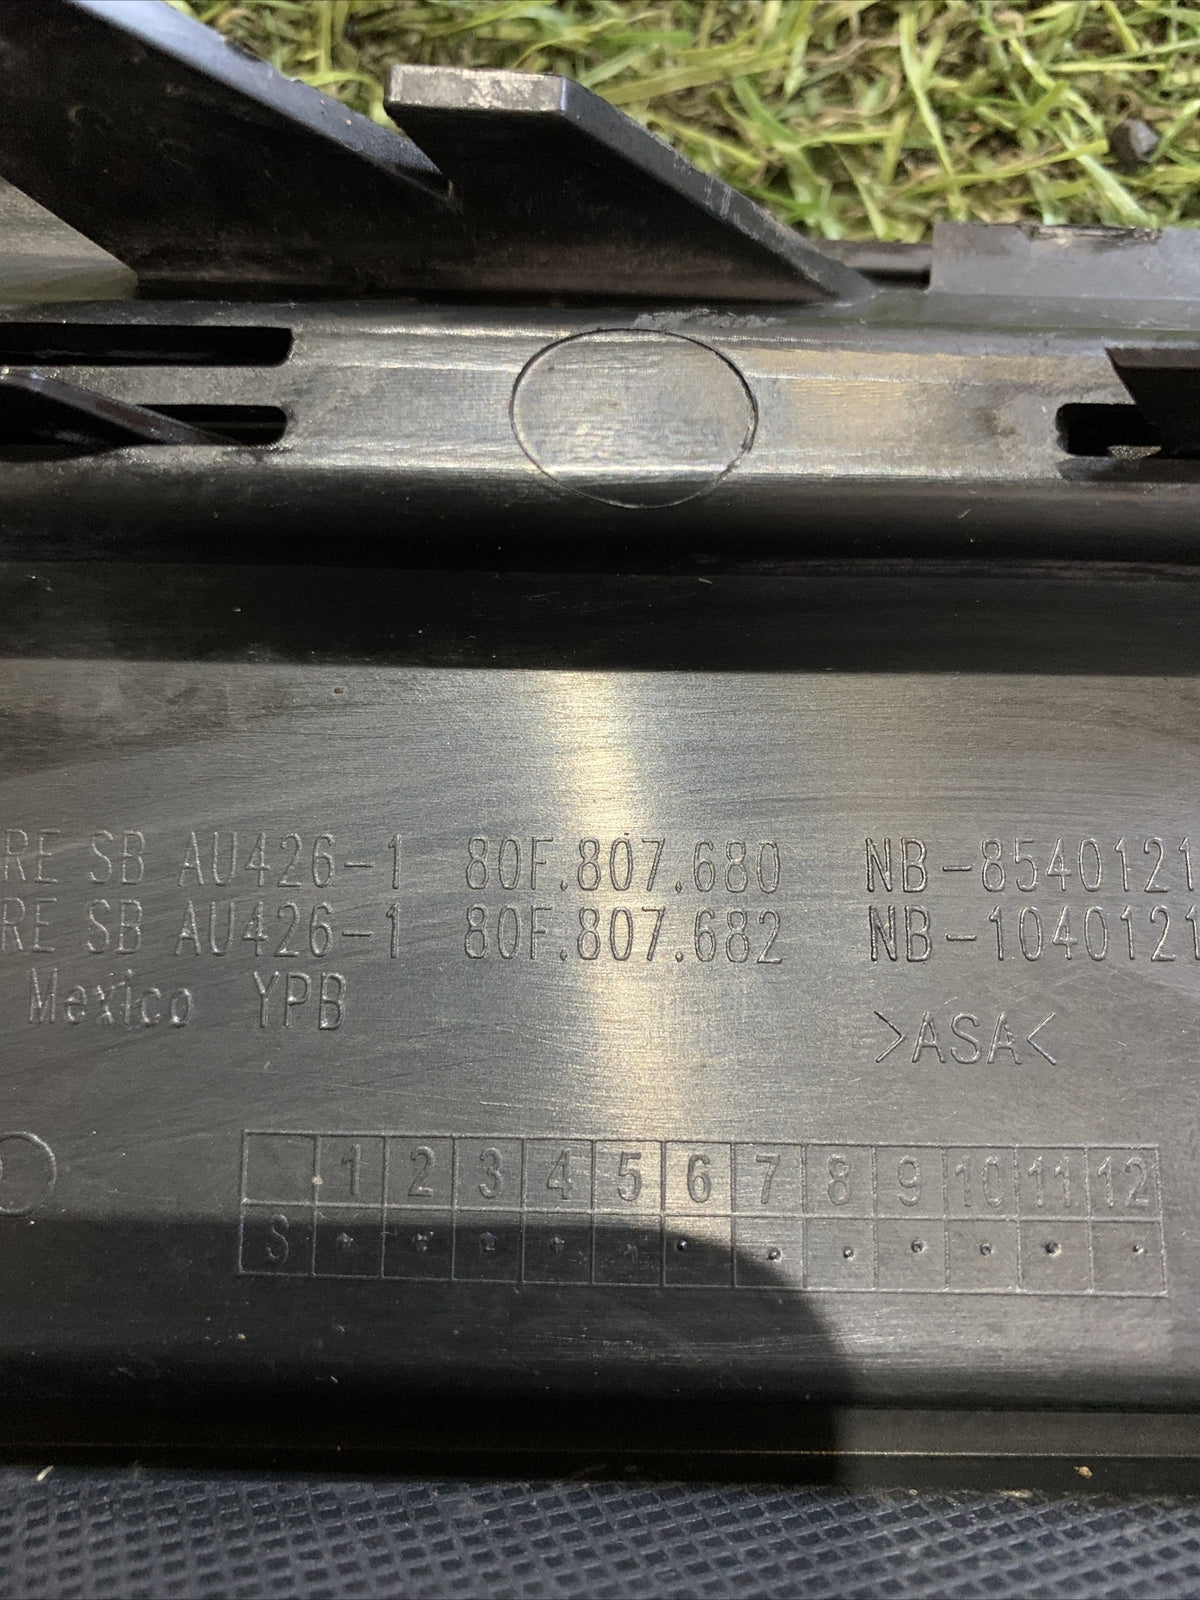 RE SB AU426-1 80F.807.680 NB-8540121
RE SB AU426-1 80F.807.682 NB-1040121
Mexico YPB
>ASA<
1 2 3 4 5 6 7 8 9 10 11 12
S